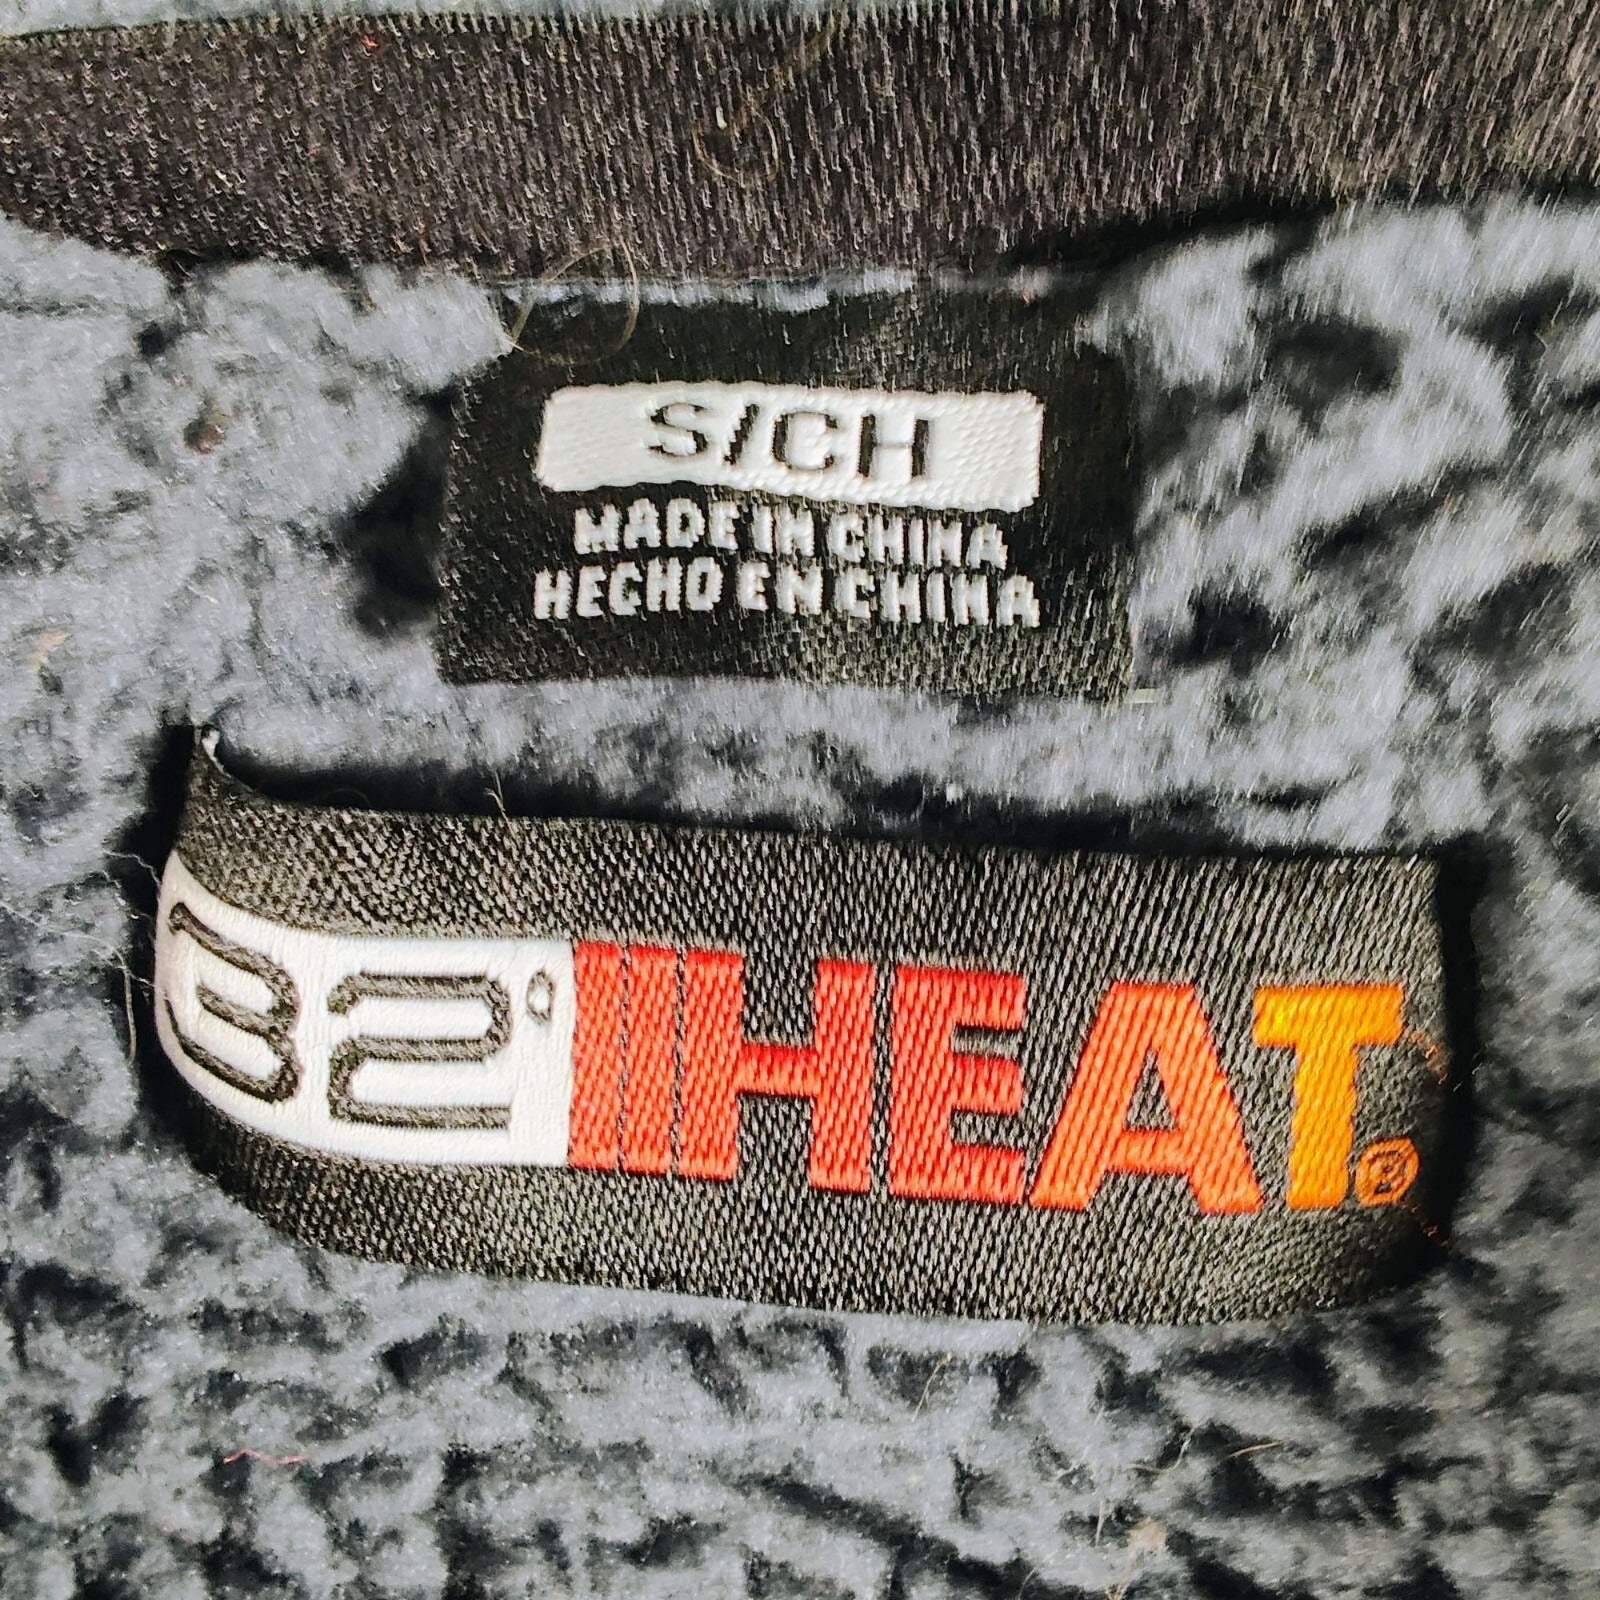 S/CH
MADE IN CHINA
HECHO EN CHINA
32° HEAT®